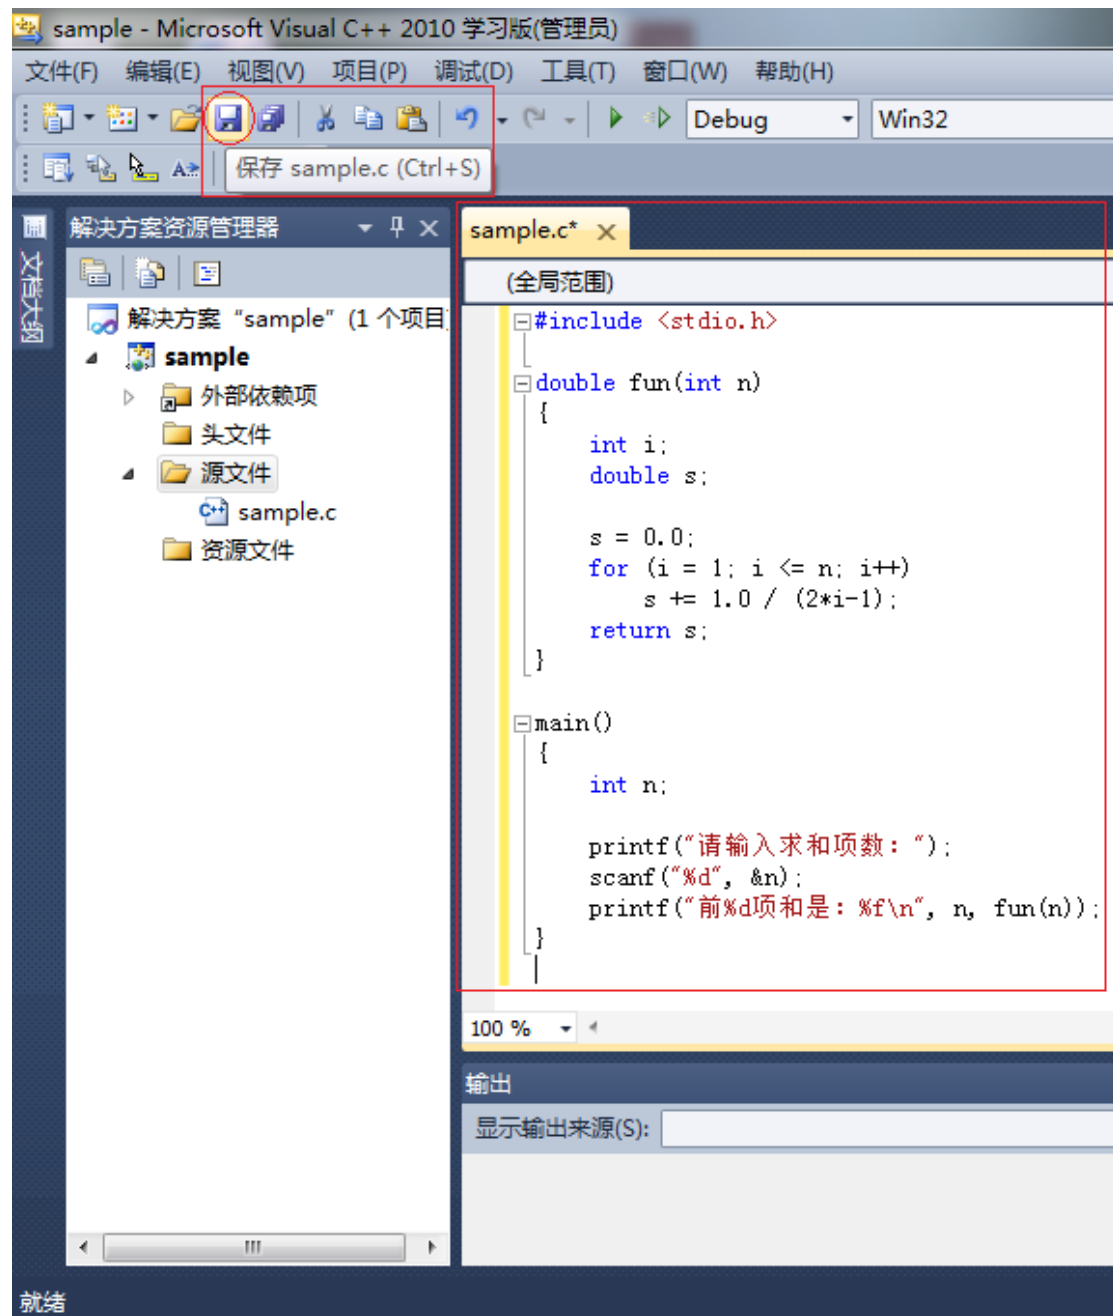 sample - Microsoft Visual C++ 2010 学习版(管理员)
文件(F) 编辑(E) 视图(V) 项目(P) 调试(D) 工具(T) 窗口(W) 帮助(H)
Debug Win32
保存 sample.c (Ctrl+S)
文档大纲
解决方案资源管理器
解决方案 "sample" (1 个项目
sample
外部依赖项
头文件
源文件
sample.c
资源文件
sample.c*
(全局范围)
#include <stdio.h>
double fun(int n)
{
    int i;
    double s;
    s = 0.0;
    for (i = 1; i <= n; i++)
        s += 1.0 / (2*i-1);
    return s;
}
main()
{
    int n;
    printf("请输入求和项数：");
    scanf("%d", &n);
    printf("前%d项和是：%f\n", n, fun(n));
}
100 %
输出
显示输出来源(S):
就绪